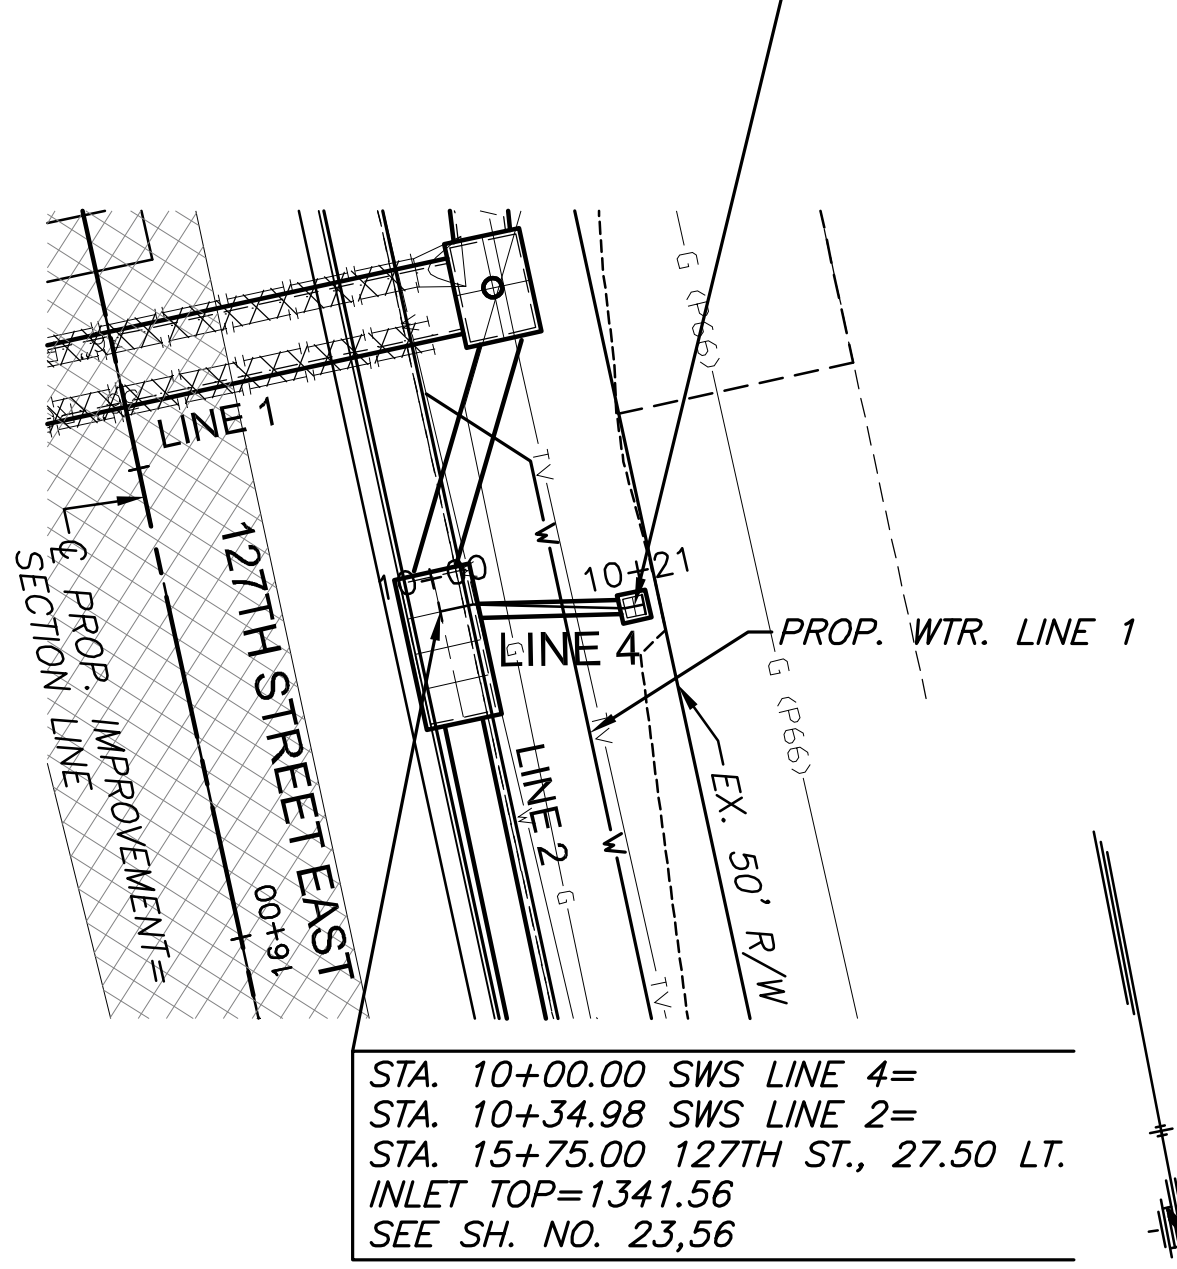 G (P66)
LINE 1
TV
W
10+00
10+21
LINE 4
PROP. WTR. LINE 1
℄ PROP. IMPROVEMENT=
SECTION LINE
127TH STREET EAST
G
G (P66)
TV
LINE 2
W
W
EX. 50' R/W
G
16+00
TV
STA. 10+00.00 SWS LINE 4=
STA. 10+34.98 SWS LINE 2=
STA. 15+75.00 127TH ST., 27.50 LT.
INLET TOP=1341.56
SEE SH. NO. 23,56